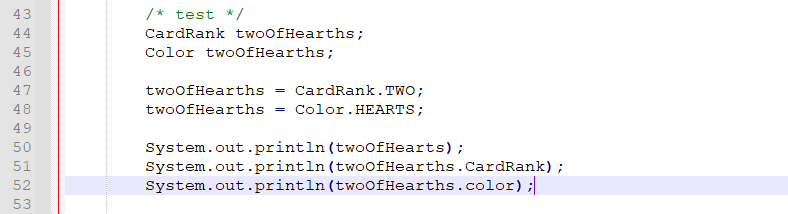 43 /* test */
44 CardRank twoOfHearths;
45 Color twoOfHearths;
46
47 twoOfHearths = CardRank.TWO;
48 twoOfHearths = Color.HEARTS;
49
50 System.out.println(twoOfHearts);
51 System.out.println(twoOfHearths.CardRank);
52 System.out.println(twoOfHearths.color);
53